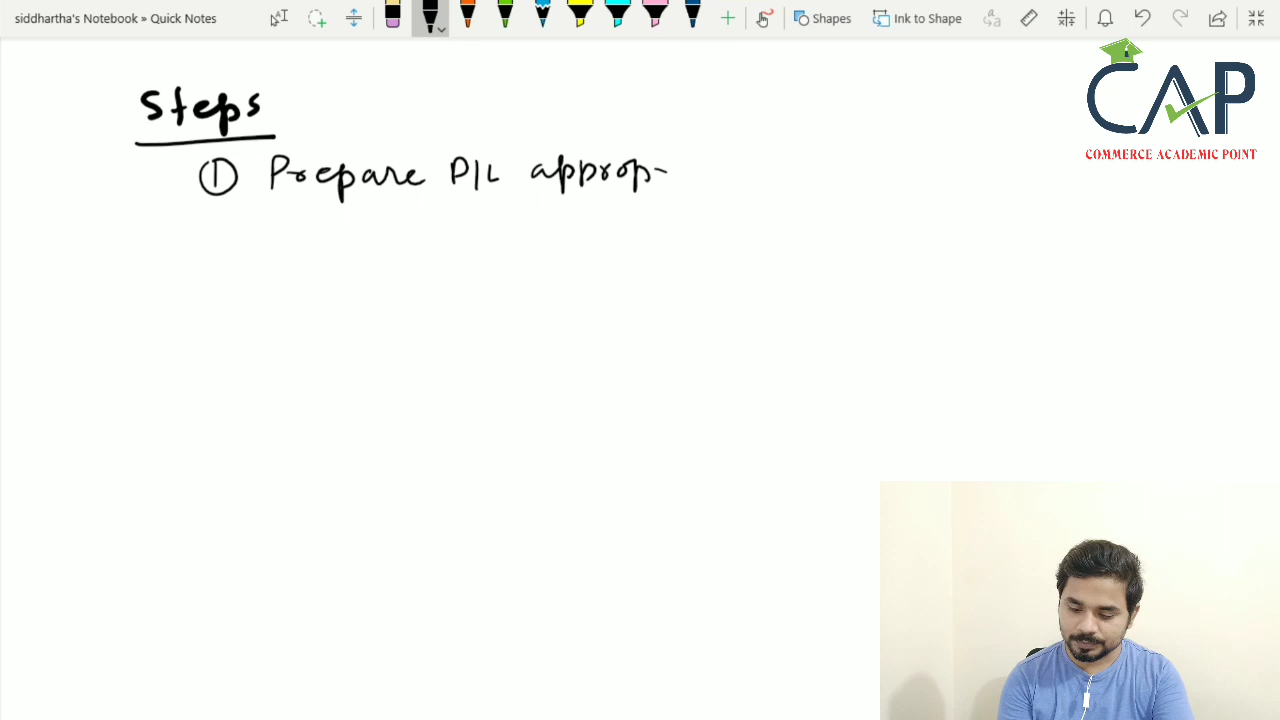 siddhartha's Notebook » Quick Notes
Shapes
Ink to Shape
CAP
COMMERCE ACADEMIC POINT
Steps
① Prepare P/L approp-